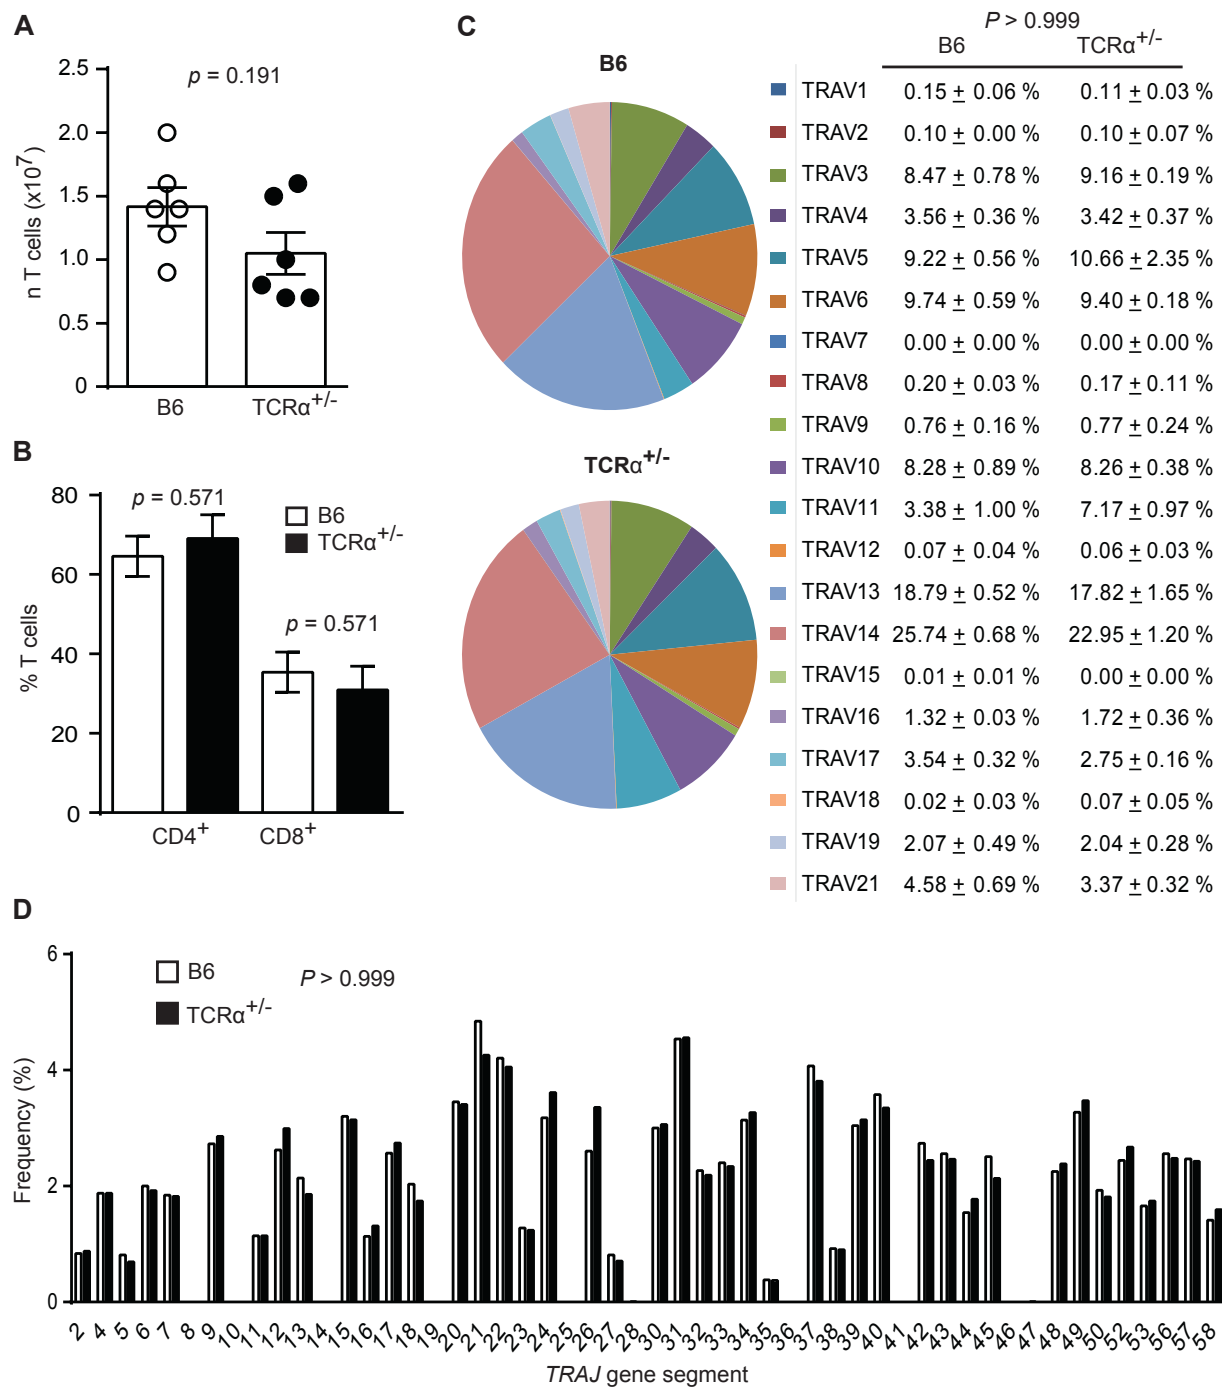 A
p = 0.191
2.5
2.0
1.5
1.0
0.5
0
n T cells (x10⁷)
B6
TCRα⁺/⁻
B
80
60
40
20
0
% T cells
p = 0.571
B6
TCRα⁺/⁻
p = 0.571
CD4⁺
CD8⁺
C
B6
TCRα⁺/⁻
P > 0.999
B6 TCRα⁺/⁻
TRAV1 0.15 ± 0.06 % 0.11 ± 0.03 %
TRAV2 0.10 ± 0.00 % 0.10 ± 0.07 %
TRAV3 8.47 ± 0.78 % 9.16 ± 0.19 %
TRAV4 3.56 ± 0.36 % 3.42 ± 0.37 %
TRAV5 9.22 ± 0.56 % 10.66 ± 2.35 %
TRAV6 9.74 ± 0.59 % 9.40 ± 0.18 %
TRAV7 0.00 ± 0.00 % 0.00 ± 0.00 %
TRAV8 0.20 ± 0.03 % 0.17 ± 0.11 %
TRAV9 0.76 ± 0.16 % 0.77 ± 0.24 %
TRAV10 8.28 ± 0.89 % 8.26 ± 0.38 %
TRAV11 3.38 ± 1.00 % 7.17 ± 0.97 %
TRAV12 0.07 ± 0.04 % 0.06 ± 0.03 %
TRAV13 18.79 ± 0.52 % 17.82 ± 1.65 %
TRAV14 25.74 ± 0.68 % 22.95 ± 1.20 %
TRAV15 0.01 ± 0.01 % 0.00 ± 0.00 %
TRAV16 1.32 ± 0.03 % 1.72 ± 0.36 %
TRAV17 3.54 ± 0.32 % 2.75 ± 0.16 %
TRAV18 0.02 ± 0.03 % 0.07 ± 0.05 %
TRAV19 2.07 ± 0.49 % 2.04 ± 0.28 %
TRAV21 4.58 ± 0.69 % 3.37 ± 0.32 %
D
6
4
2
0
Frequency (%)
B6
TCRα⁺/⁻
P > 0.999
2 4 5 6 7 8 9 10 11 12 13 14 15 16 17 18 19 20 21 22 23 24 25 26 27 28 30 31 32 33 34 35 36 37 38 39 40 41 42 43 44 45 46 47 48 49 50 52 53 56 57 58
TRAJ gene segment